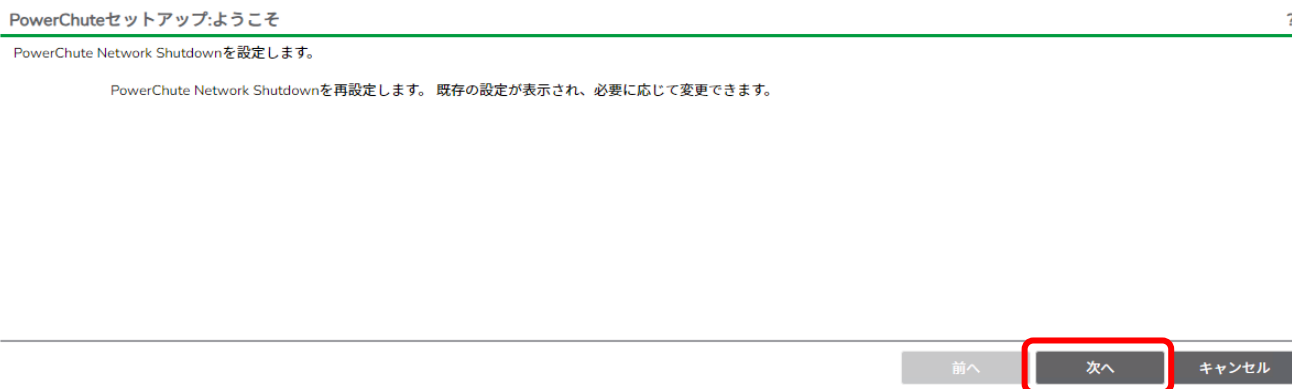 PowerChuteセットアップ:ようこそ
?
PowerChute Network Shutdownを設定します。
PowerChute Network Shutdownを再設定します。 既存の設定が表示され、必要に応じて変更できます。
前へ 次へ キャンセル